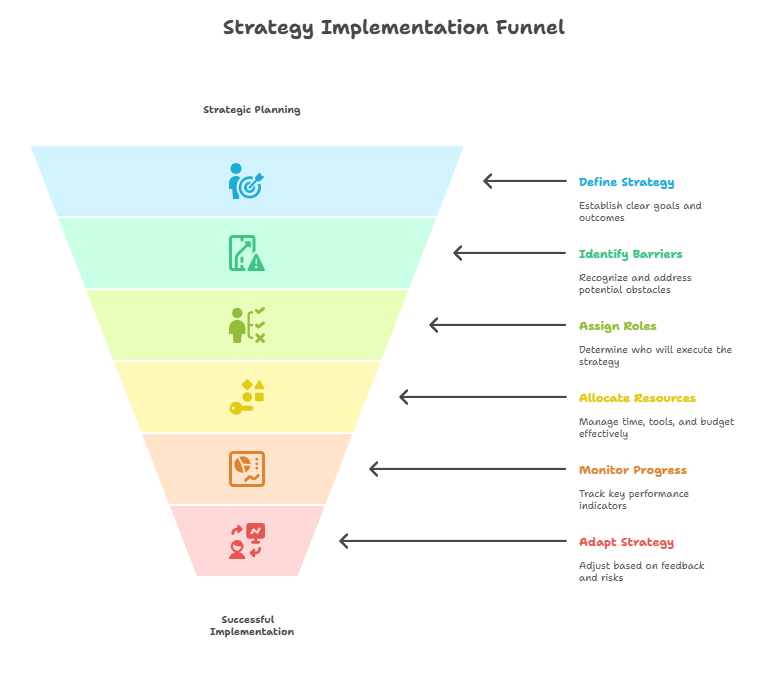 Strategy Implementation Funnel
Strategic Planning
Define Strategy
Establish clear goals and
outcomes
Identify Barriers
Recognize and address
potential obstacles
Assign Roles
Determine who will execute the
strategy
Allocate Resources
Manage time, tools, and budget
effectively
Monitor Progress
Track key performance
indicators
Adapt Strategy
Adjust based on feedback
and risks
Successful
Implementation